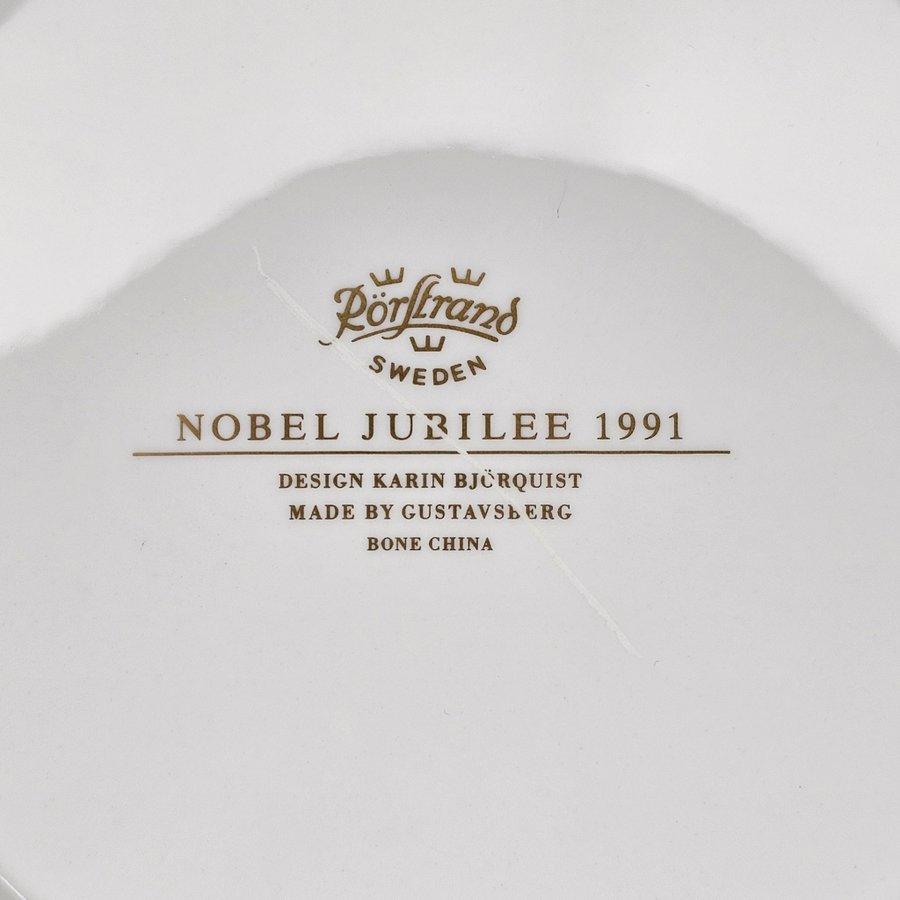 Rörstrand
SWEDEN
NOBEL JUBILEE 1991
DESIGN KARIN BJÖRQUIST
MADE BY GUSTAVSBERG
BONE CHINA